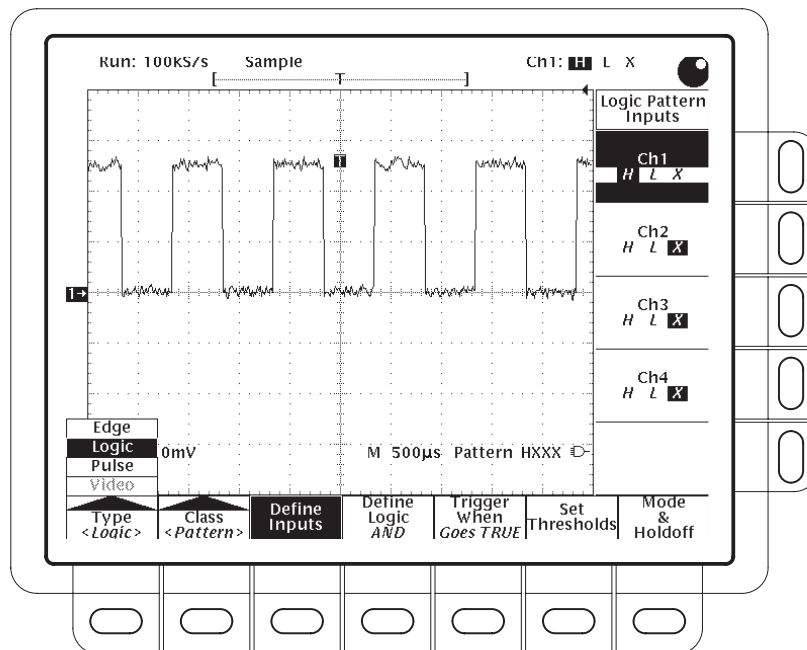 Run: 100kS/s Sample Ch1: H L X
[ T ]
Logic Pattern
Inputs
T
Ch1
H L X
Ch2
H L X
1→
Ch3
H L X
Ch4
H L X
Edge
Logic
Pulse
Video
0mV M 500µs Pattern HXXX
Type
<Logic>
Class
<Pattern>
Define
Inputs
Define
Logic
AND
Trigger
When
Goes TRUE
Set
Thresholds
Mode
&
Holdoff